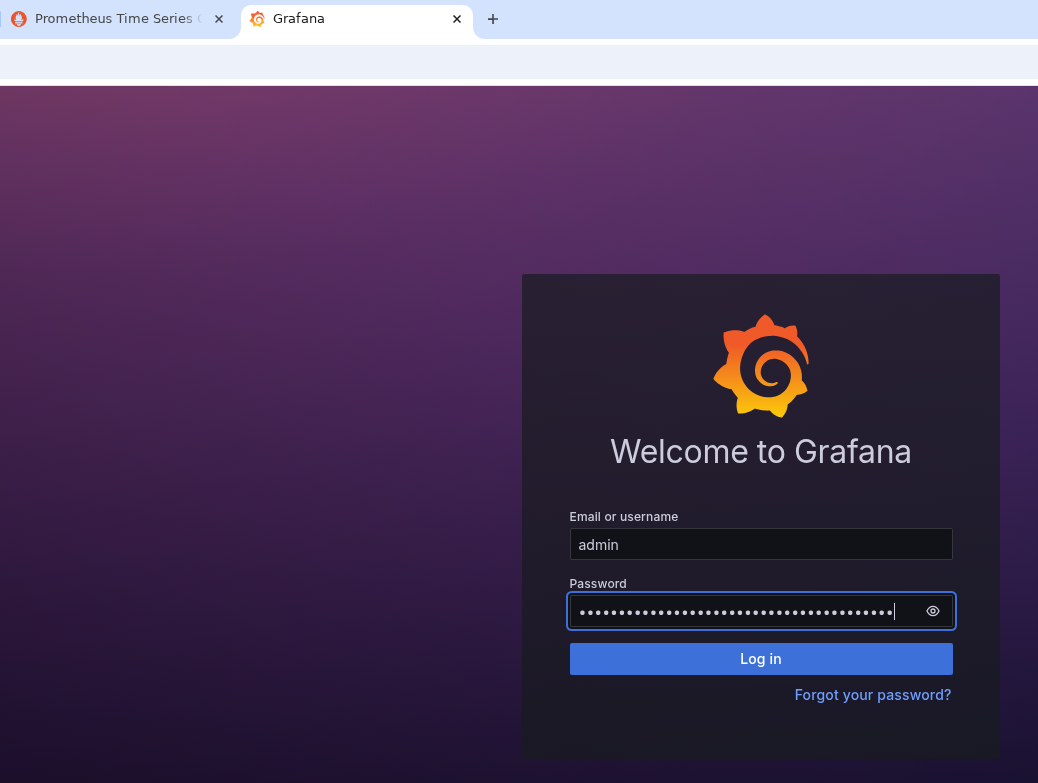 Prometheus Time Series
Grafana
Welcome to Grafana
Email or username
admin
Password
••••••••••••••••••••••••••••••••••••••••
Log in
Forgot your password?